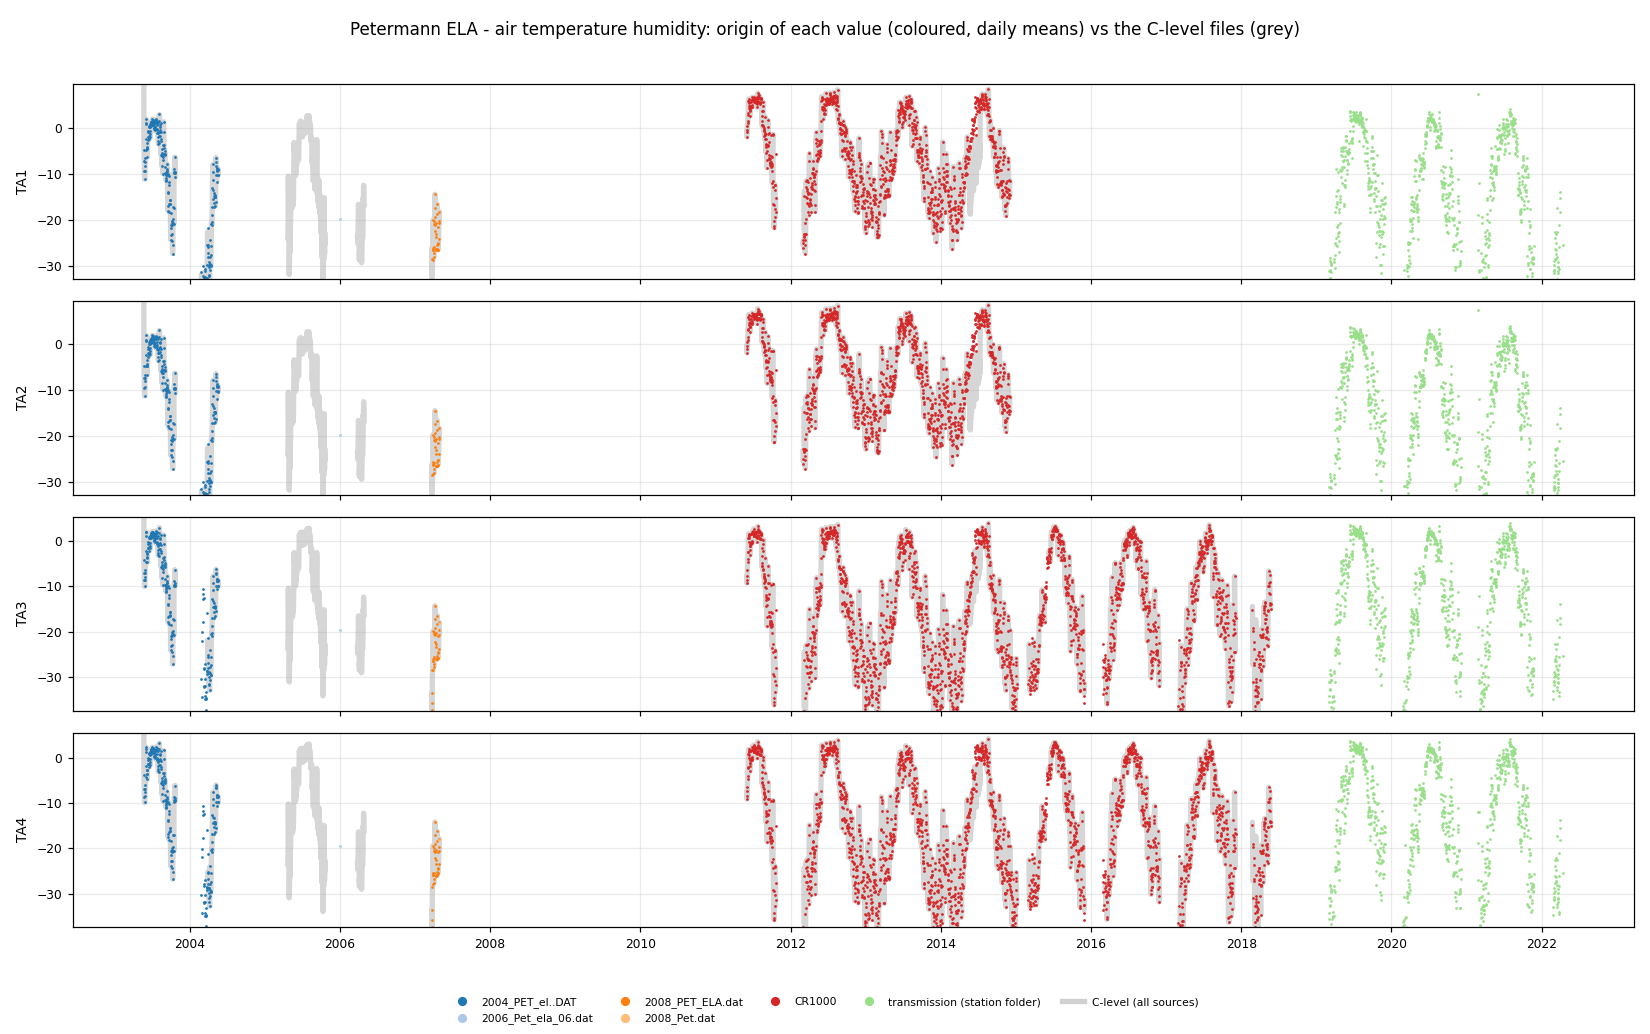 Petermann ELA - air temperature humidity: origin of each value (coloured, daily means) vs the C-level files (grey)
TA1
0
−10
−20
−30
TA2
0
−10
−20
−30
TA3
0
−10
−20
−30
TA4
0
−10
−20
−30
2004 2006 2008 2010 2012 2014 2016 2018 2020 2022
2004_PET_el..DAT 2008_PET_ELA.dat CR1000 transmission (station folder) C-level (all sources)
2006_Pet_ela_06.dat 2008_Pet.dat